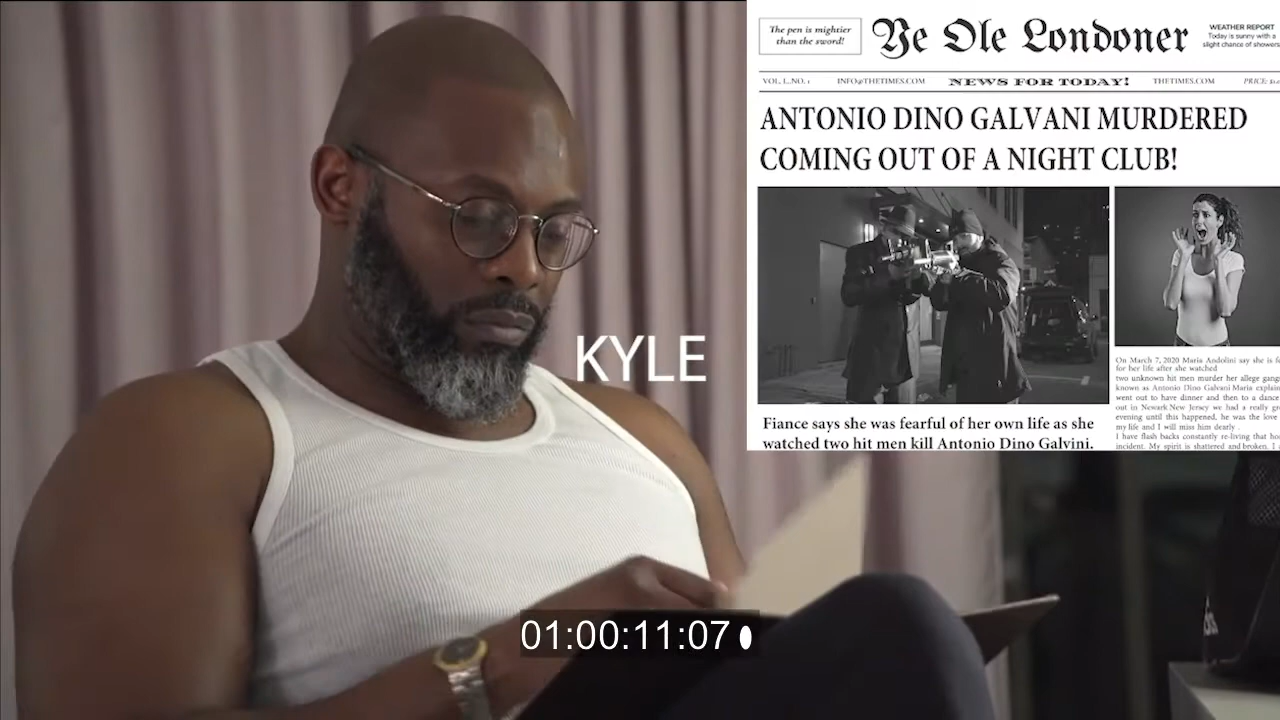 The pen is mightier
than the sword!
Ye Ole Londoner
WEATHER REPORT
Today is sunny with a
slight chance of showers
VOL. L..NO. 1
INFO@THETIMES.COM
NEWS FOR TODAY!
THETIMES.COM
PRICE:
ANTONIO DINO GALVANI MURDERED
COMING OUT OF A NIGHT CLUB!
Fiance says she was fearful of her own life as she
watched two hit men kill Antonio Dino Galvini.
On March 7, 2020 Maria Andolini say she is
for her life after she watched
two unknown hit men murder her allege
known as Antonio Dino Galvani Maria
went out to have dinner and then to a dance
out in Newark New Jersey we had a really
evening until this happened, he was the love
my life and I will miss him dearly .
I have flash backs constantly re-living that
incident. My spirit is shattered and broken. I
KYLE
01:00:11:07